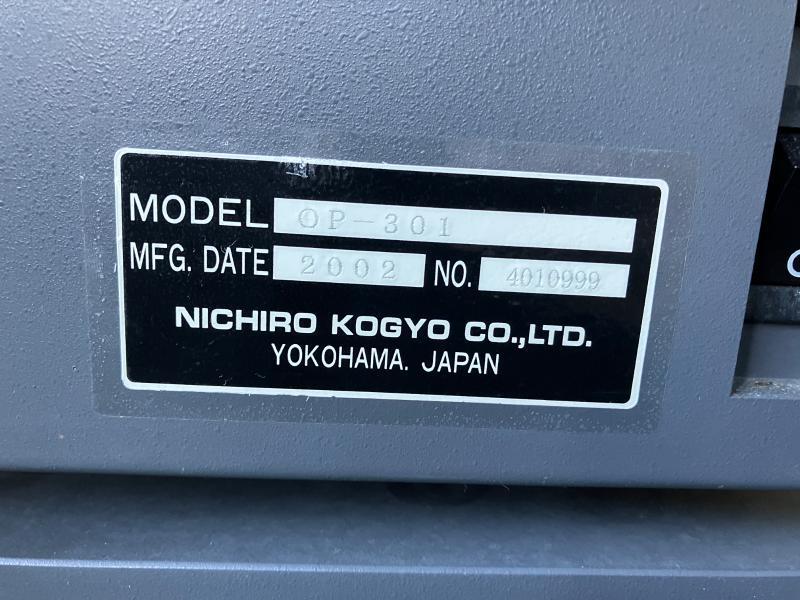 MODEL OP-301
MFG. DATE 2002 NO. 4010999
NICHIRO KOGYO CO.,LTD.
YOKOHAMA. JAPAN